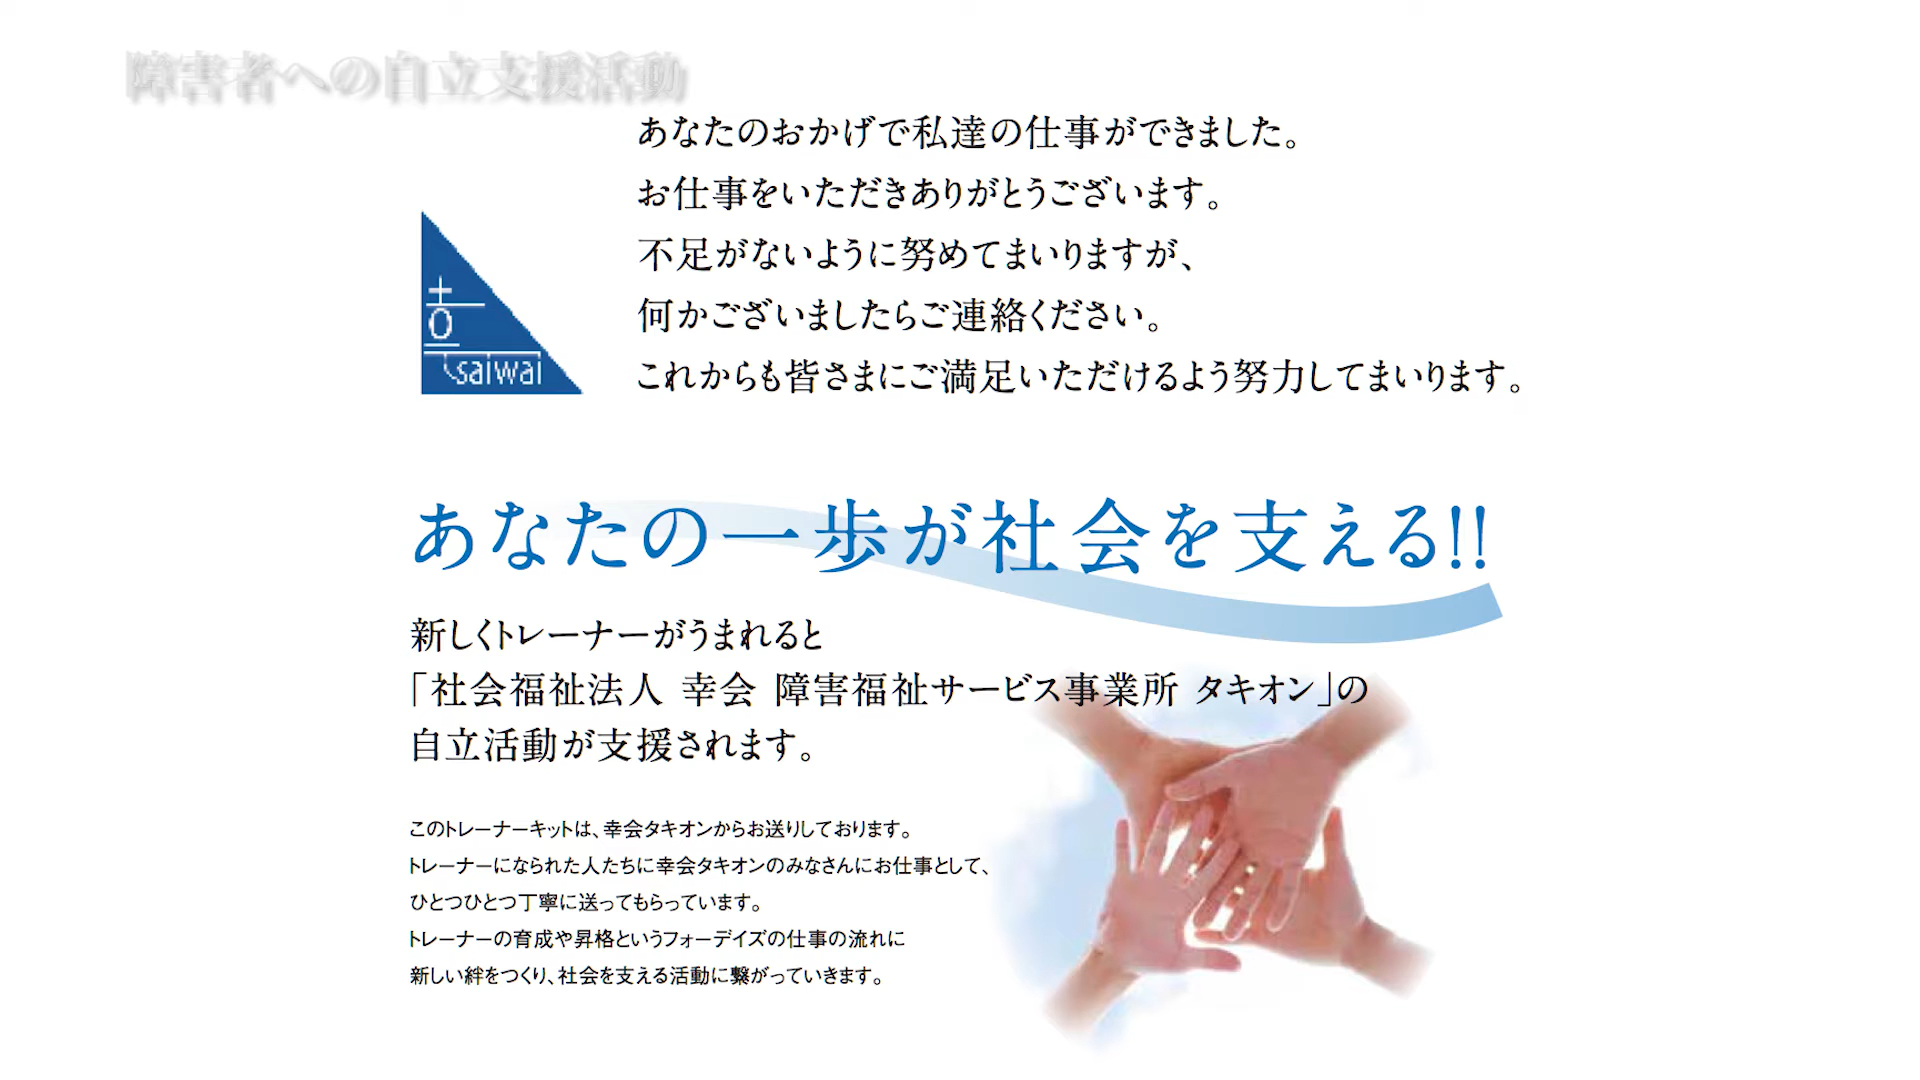 障害者への自立支援活動
あなたのおかげで私達の仕事ができました。
お仕事をいただきありがとうございます。
不足がないように努めてまいりますが、
何かございましたらご連絡ください。
これからも皆さまにご満足いただけるよう努力してまいります。
saiwai
あなたの一歩が社会を支える!!
新しくトレーナーがうまれると
「社会福祉法人 幸会 障害福祉サービス事業所 タキオン」の
自立活動が支援されます。
このトレーナーキットは、幸会タキオンからお送りしております。
トレーナーになられた人たちに幸会タキオンのみなさんにお仕事として、
ひとつひとつ丁寧に送ってもらっています。
トレーナーの育成や昇格というフォーデイズの仕事の流れに
新しい絆をつくり、社会を支える活動に繋がっていきます。